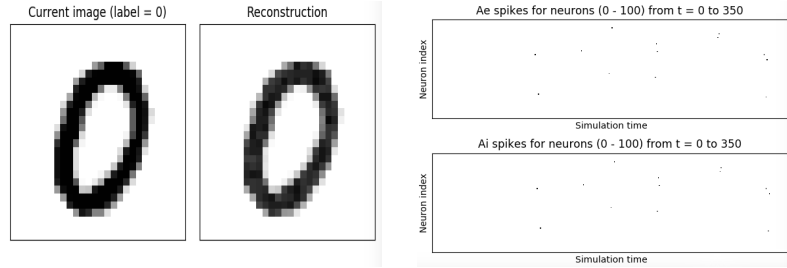 Current image (label = 0)
Reconstruction
Ae spikes for neurons (0 - 100) from t = 0 to 350
Neuron index
Simulation time
Ai spikes for neurons (0 - 100) from t = 0 to 350
Neuron index
Simulation time